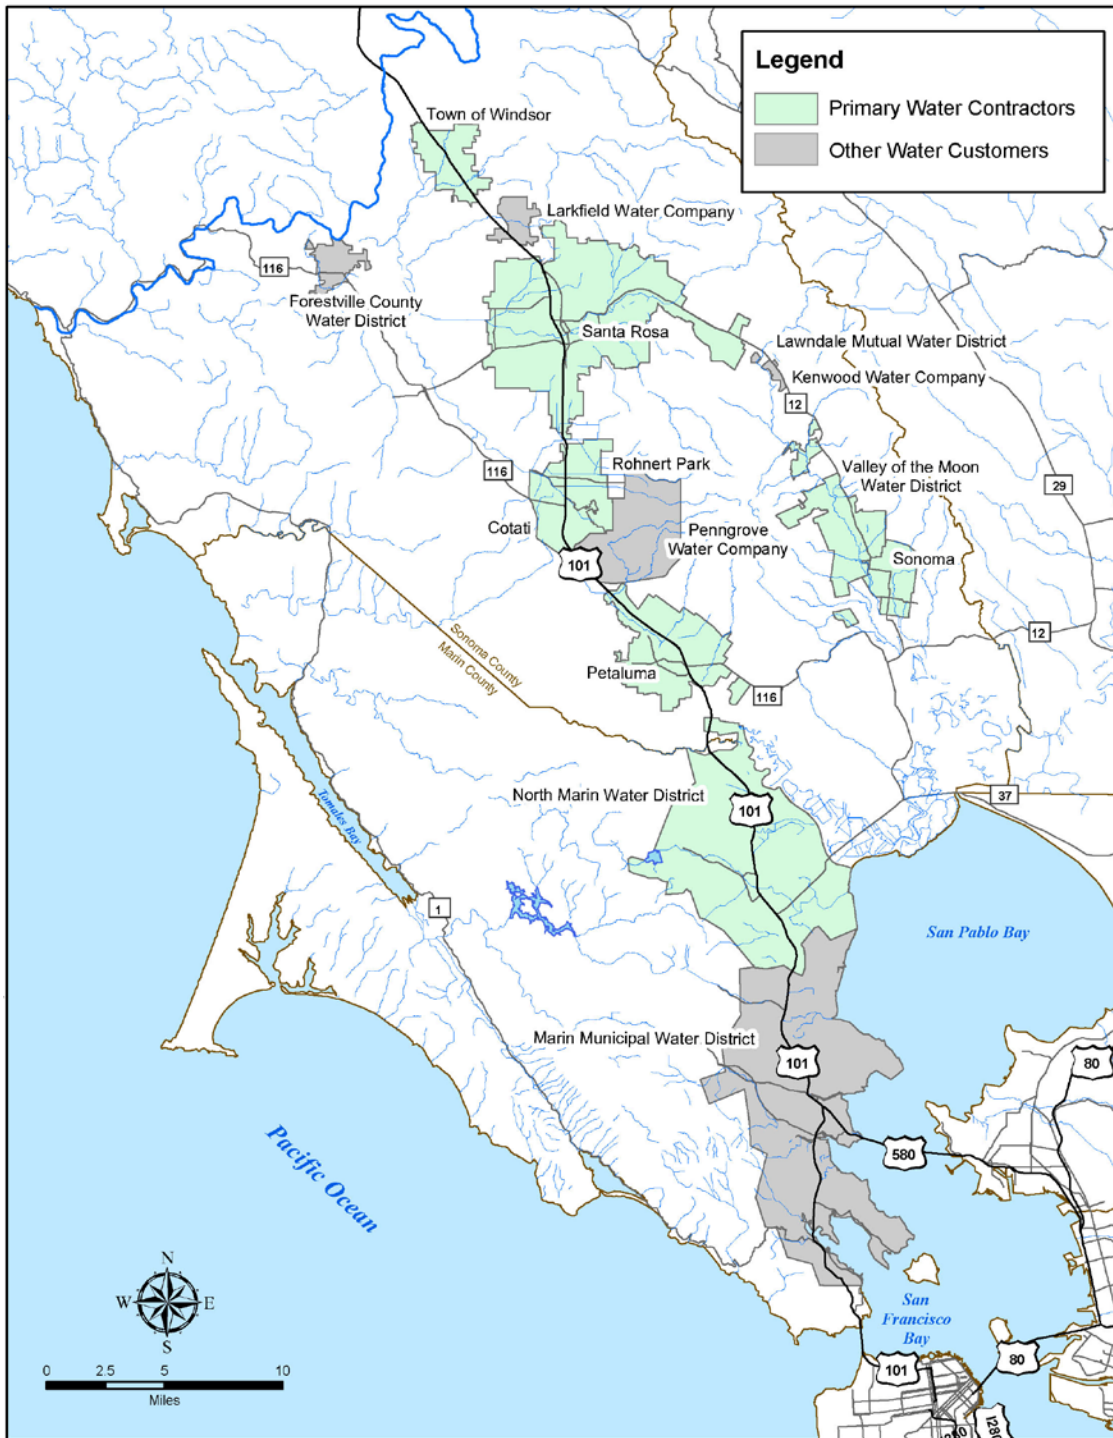 Legend
Primary Water Contractors
Other Water Customers
Town of Windsor
Larkfield Water Company
116
Forestville County
Water District
Santa Rosa
Lawndale Mutual Water District
Kenwood Water Company
12
116
Rohnert Park
Valley of the Moon
Water District
29
Cotati
Penngrove
Water Company
101
Sonoma
12
Sonoma County
Marin County
Petaluma
116
North Marin Water District
101
37
Tomales Bay
1
San Pablo Bay
Marin Municipal Water District
101
80
580
Pacific Ocean
N
W
E
S
San
Francisco
Bay
101
80
0
2.5
5
10
Miles